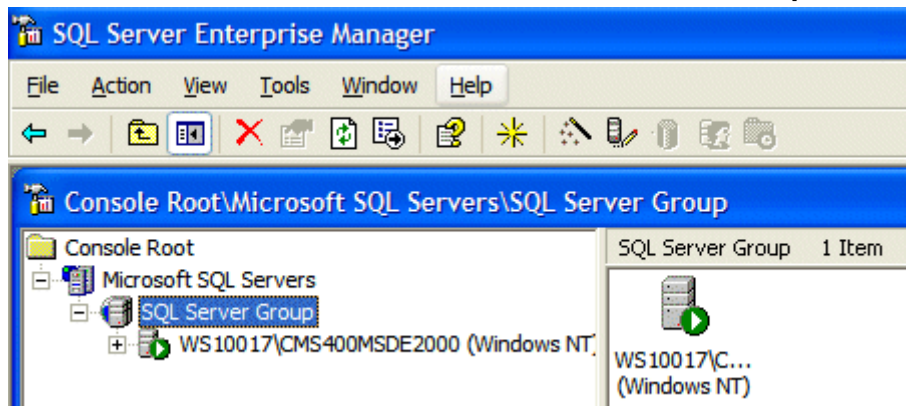 SQL Server Enterprise Manager
File Action View Tools Window Help
Console Root\Microsoft SQL Servers\SQL Server Group
Console Root
Microsoft SQL Servers
SQL Server Group
WS10017\CMS400MSDE2000 (Windows NT)
SQL Server Group 1 Item
WS10017\C...
(Windows NT)